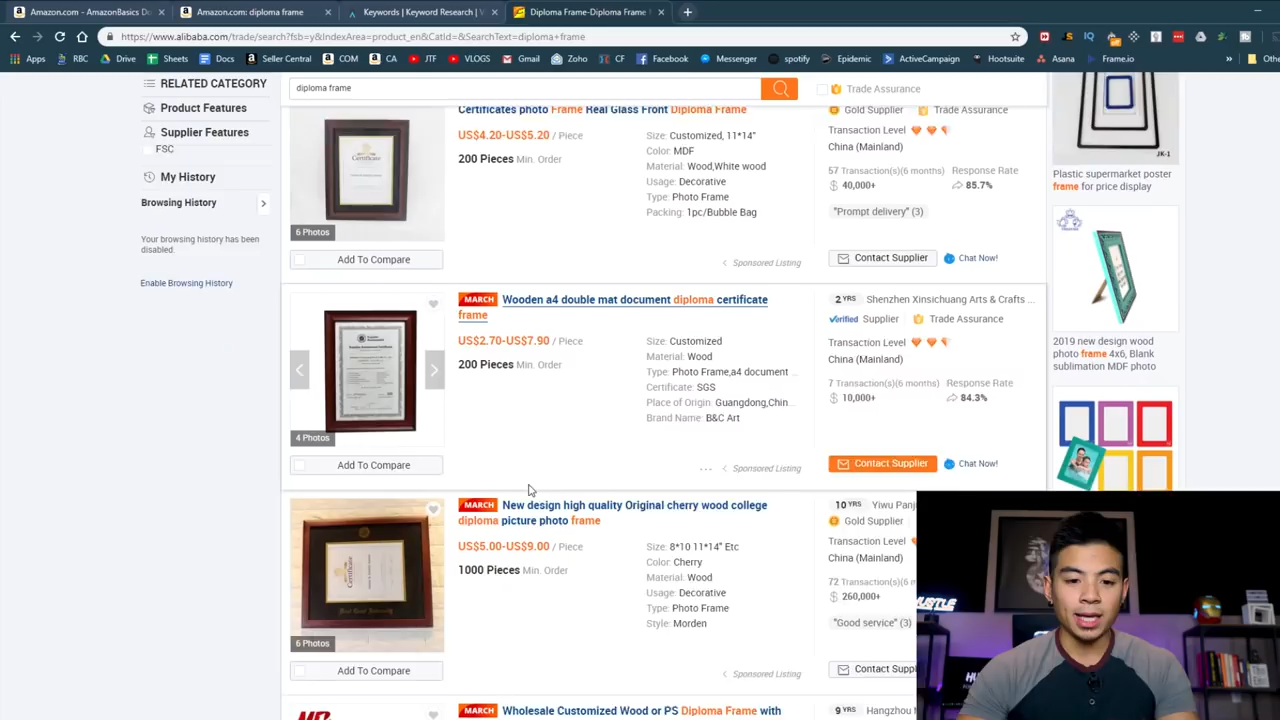 Amazon.com: - AmazonBasics Do
Amazon.com: diploma frame
Keywords | Keyword Research | V
Diploma Frame-Diploma Frame
https://www.alibaba.com/trade/search?fsb=y&IndexArea=product_en&CatId=&SearchText=diploma+frame
Apps
RBC
Drive
Sheets
Docs
Seller Central
COM
CA
JTF
VLOGS
Gmail
Zoho
CF
Facebook
Messenger
spotify
Epidemic
ActiveCampaign
Hootsuite
Asana
Frame.io
Other
RELATED CATEGORY
Product Features
Supplier Features
FSC
My History
Browsing History
Your browsing history has been
disabled.
Enable Browsing History
diploma frame
Trade Assurance
Certificates photo Frame Real Glass Front Diploma Frame
US$4.20-US$5.20 / Piece
200 Pieces Min. Order
Size: Customized, 11*14"
Color: MDF
Material: Wood,White wood
Usage: Decorative
Type: Photo Frame
Packing: 1pc/Bubble Bag
Certificate
6 Photos
Add To Compare
Sponsored Listing
Gold Supplier
Trade Assurance
Transaction Level
China (Mainland)
57 Transaction(s)(6 months)
Response Rate
40,000+
85.7%
"Prompt delivery" (3)
Contact Supplier
Chat Now!
MARCH
Wooden a4 double mat document diploma certificate
frame
US$2.70-US$7.90 / Piece
200 Pieces Min. Order
Size: Customized
Material: Wood
Type: Photo Frame,a4 document ...
Certificate: SGS
Place of Origin: Guangdong,Chin...
Brand Name: B&C Art
4 Photos
Add To Compare
... Sponsored Listing
2 YRS Shenzhen Xinsichuang Arts & Crafts ...
Verified Supplier
Trade Assurance
Transaction Level
China (Mainland)
7 Transaction(s)(6 months)
Response Rate
10,000+
84.3%
Contact Supplier
Chat Now!
MARCH
New design high quality Original cherry wood college
diploma picture photo frame
US$5.00-US$9.00 / Piece
1000 Pieces Min. Order
Size: 8*10 11*14" Etc
Color: Cherry
Material: Wood
Usage: Decorative
Type: Photo Frame
Style: Morden
Certificate
6 Photos
Add To Compare
Sponsored Listing
10 YRS Yiwu Panj
Gold Supplier
Transaction Level
China (Mainland)
72 Transaction(s)(6 m
260,000+
"Good service" (3)
Contact Suppl
MARCH
Wholesale Customized Wood or PS Diploma Frame with
9 YRS Hangzhou
JK-1
Plastic supermarket poster
frame for price display
2019 new design wood
photo frame 4x6, Blank
sublimation MDF photo
HUSTLE